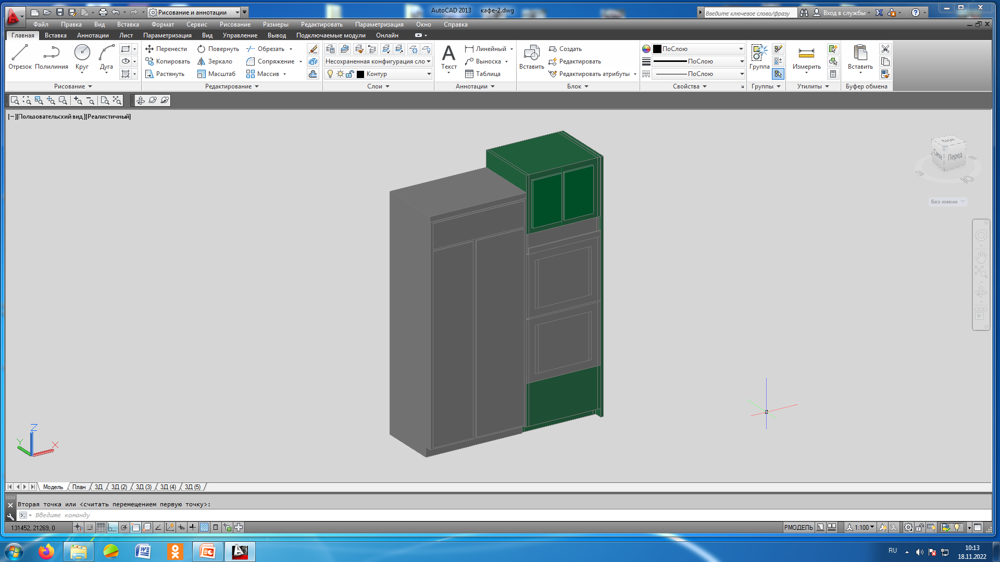 Рисование и аннотации
AutoCAD 2013 кафе-2.dwg
Введите ключевое слово/фразу
Вход в службы
Файл Правка Вид Вставка Формат Сервис Рисование Размеры Редактировать Параметризация Окно Справка
Главная Вставка Аннотации Лист Параметризация Вид Управление Вывод Подключаемые модули Онлайн
Отрезок Полилиния Круг Дуга
Рисование
Перенести Повернуть Обрезать
Копировать Зеркало Сопряжение
Растянуть Масштаб Массив
Редактирование
Несохраненная конфигурация сло
Контур
Слои
Текст
Линейный
Выноска
Таблица
Аннотации
Вставить
Создать
Редактировать
Редактировать атрибуты
Блок
ПоСлою
ПоСлою
ПоСлою
Свойства
Группа
Группы
Измерить
Утилиты
Вставить
Буфер обмена
[−][Пользовательский вид][Реалистичный]
Перед
Ю
Без имени
Z
Y
X
Модель План 3Д 3Д (2) 3Д (3) 3Д (4) 3Д (5)
Вторая точка или <считать перемещением первую точку>:
Введите команду
131452, 21269, 0
РМОДЕЛЬ
1:100
RU
10:13
18.11.2022